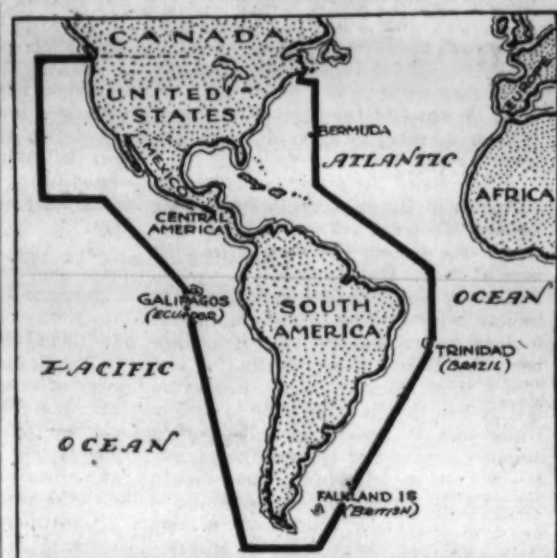 CANADA
UNITED
STATES
EUROPE
BERMUDA
ATLANTIC
MEXICO
AFRICA
CENTRAL
AMERICA
OCEAN
GALIPAGOS
(ECUADOR)
SOUTH
AMERICA
TRINIDAD
(BRAZIL)
PACIFIC
OCEAN
FALKLAND IS
(BRITISH)